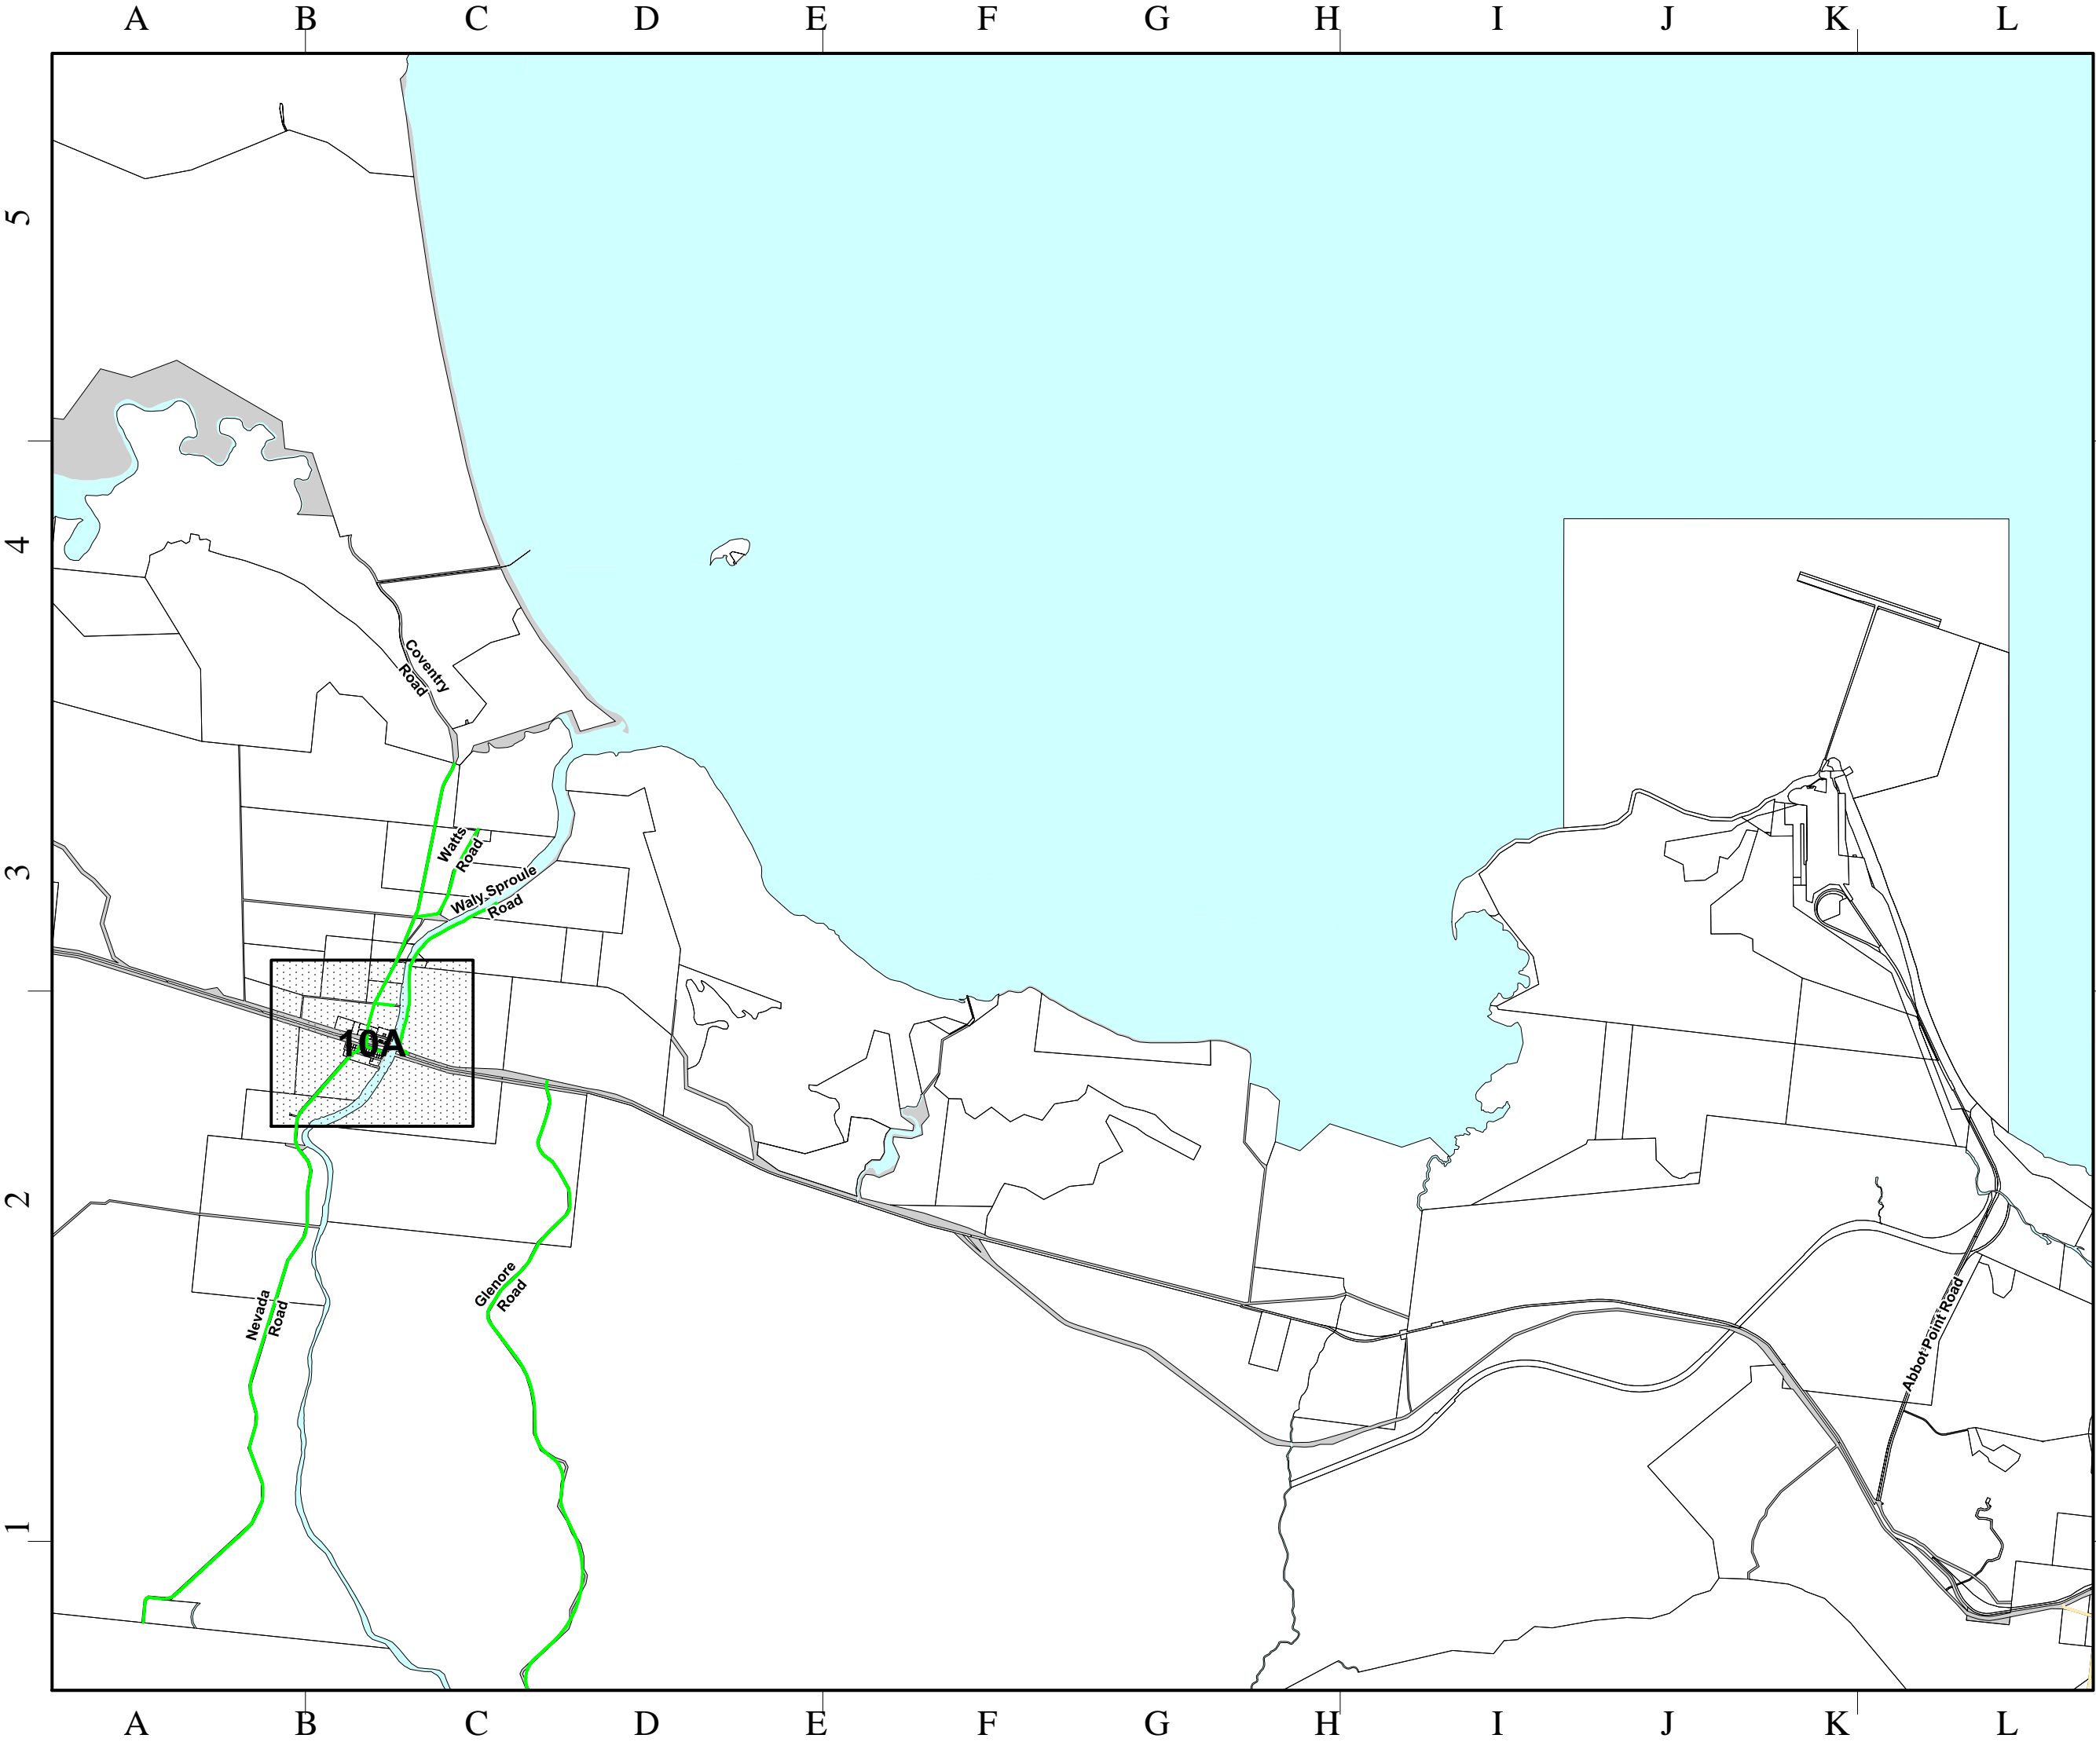 A B C D E F G H I J K L
5
4
Coventry
Road
Watts
Road
3
Waly Sproule
Road
10A
2
Glenore
Road
Nevada
Road
Abbot Point Road
1
A B C D E F G H I J K L